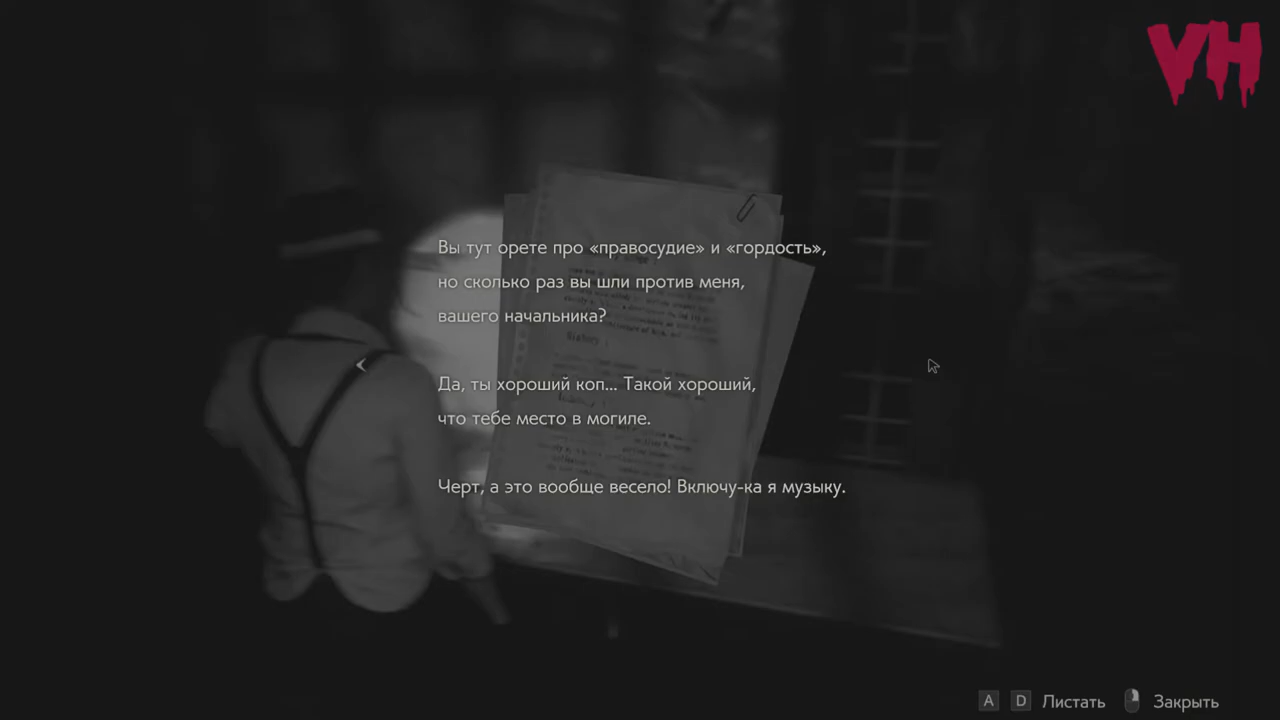 VH
Вы тут орете про «правосудие» и «гордость»,
но сколько раз вы шли против меня,
вашего начальника?
Да, ты хороший коп... Такой хороший,
что тебе место в могиле.
Черт, а это вообще весело! Включу-ка я музыку.
A D Листать Закрыть